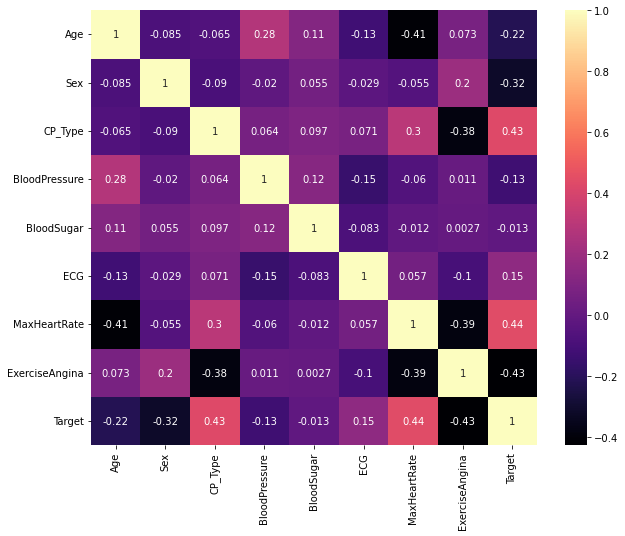 Age 1 -0.085 -0.065 0.28 0.11 -0.13 -0.41 0.073 -0.22
Sex -0.085 1 -0.09 -0.02 0.055 -0.029 -0.055 0.2 -0.32
CP_Type -0.065 -0.09 1 0.064 0.097 0.071 0.3 -0.38 0.43
BloodPressure 0.28 -0.02 0.064 1 0.12 -0.15 -0.06 0.011 -0.13
BloodSugar 0.11 0.055 0.097 0.12 1 -0.083 -0.012 0.0027 -0.013
ECG -0.13 -0.029 0.071 -0.15 -0.083 1 0.057 -0.1 0.15
MaxHeartRate -0.41 -0.055 0.3 -0.06 -0.012 0.057 1 -0.39 0.44
ExerciseAngina 0.073 0.2 -0.38 0.011 0.0027 -0.1 -0.39 1 -0.43
Target -0.22 -0.32 0.43 -0.13 -0.013 0.15 0.44 -0.43 1
Age
Sex
CP_Type
BloodPressure
BloodSugar
ECG
MaxHeartRate
ExerciseAngina
Target
1.0
0.8
0.6
0.4
0.2
0.0
−0.2
−0.4